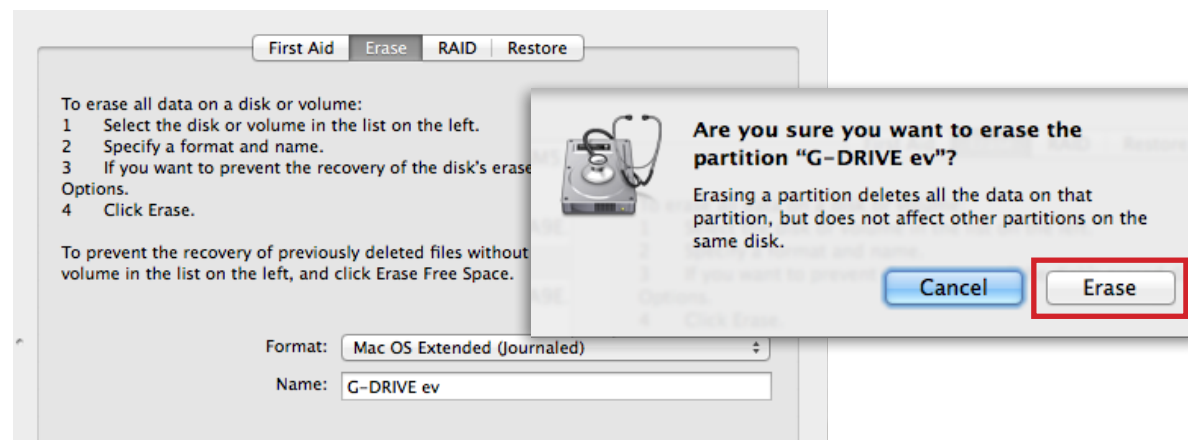 First Aid Erase RAID Restore
To erase all data on a disk or volume:
1 Select the disk or volume in the list on the left.
2 Specify a format and name.
3 If you want to prevent the recovery of the disk's erase
Options.
4 Click Erase.
To prevent the recovery of previously deleted files without
volume in the list on the left, and click Erase Free Space.
Format: Mac OS Extended (Journaled)
Name: G-DRIVE ev
Are you sure you want to erase the
partition “G-DRIVE ev”?
Erasing a partition deletes all the data on that
partition, but does not affect other partitions on the
same disk.
Cancel Erase